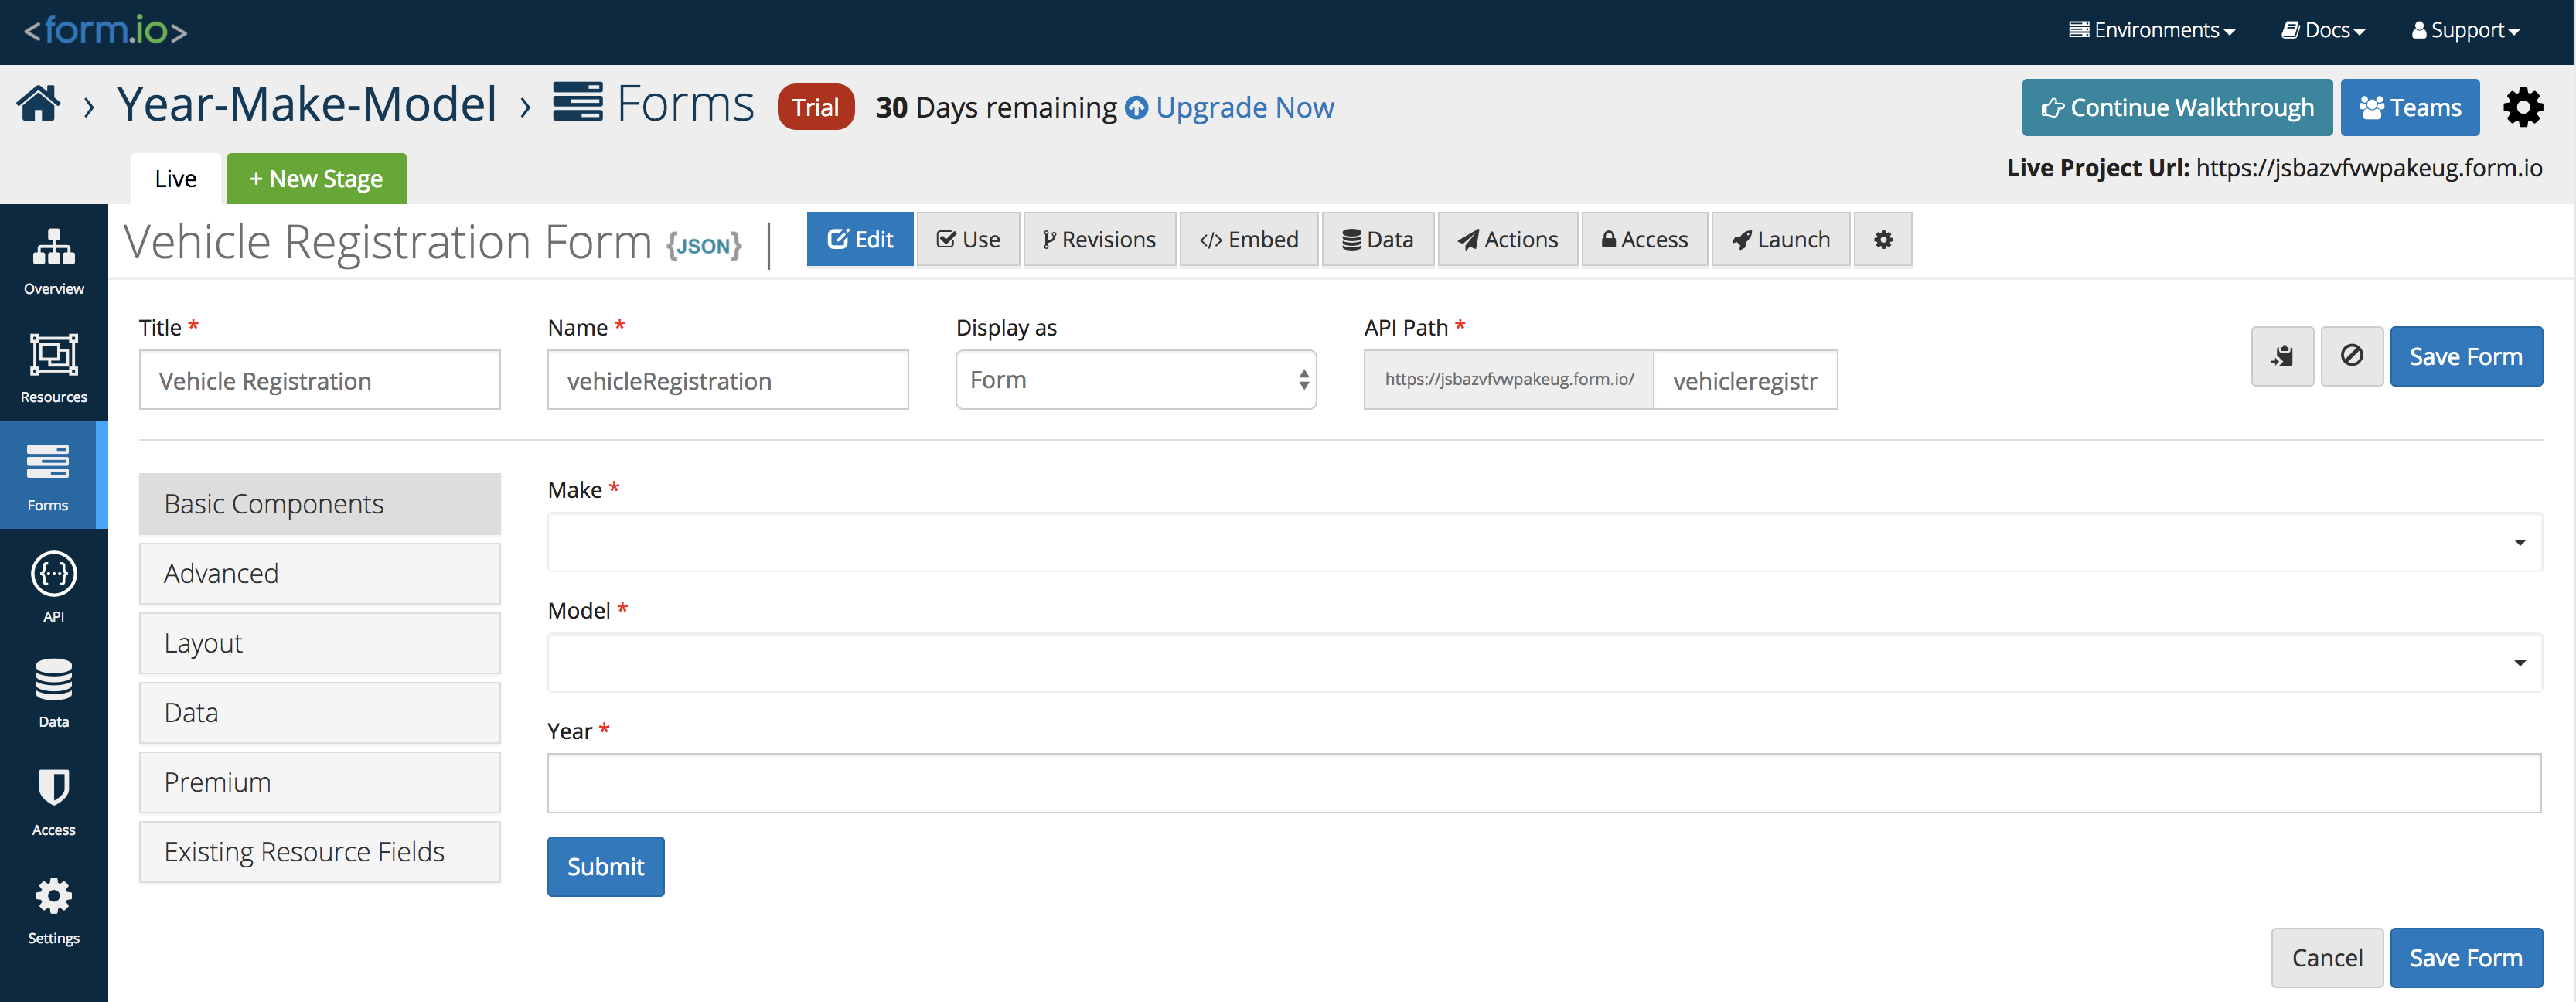 <form.io>
Environments
Docs
Support
Year-Make-Model
Forms
Trial
30 Days remaining
Upgrade Now
Continue Walkthrough
Teams
Live
+ New Stage
Live Project Url: https://jsbazvfvwpakeug.form.io
Overview
Resources
Forms
API
Data
Access
Settings
Vehicle Registration Form {JSON}
Edit
Use
Revisions
</> Embed
Data
Actions
Access
Launch
Title *
Name *
Display as
API Path *
Vehicle Registration
vehicleRegistration
Form
https://jsbazvfvwpakeug.form.io/
vehicleregistr
Save Form
Basic Components
Advanced
Layout
Data
Premium
Existing Resource Fields
Make *
Model *
Year *
Submit
Cancel
Save Form